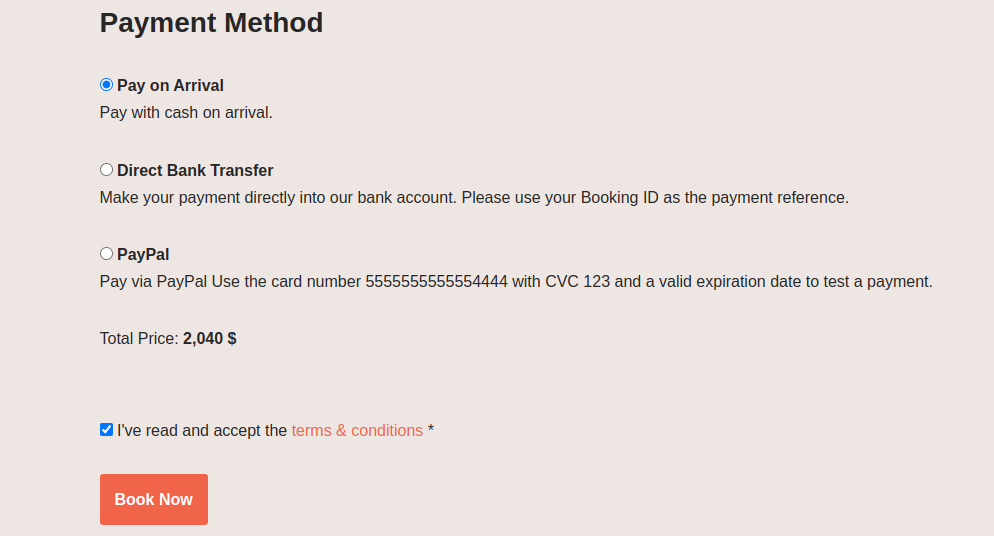 Payment Method
Pay on Arrival
Pay with cash on arrival.
Direct Bank Transfer
Make your payment directly into our bank account. Please use your Booking ID as the payment reference.
PayPal
Pay via PayPal Use the card number 5555555555554444 with CVC 123 and a valid expiration date to test a payment.
Total Price: 2,040 $
I've read and accept the terms & conditions *
Book Now